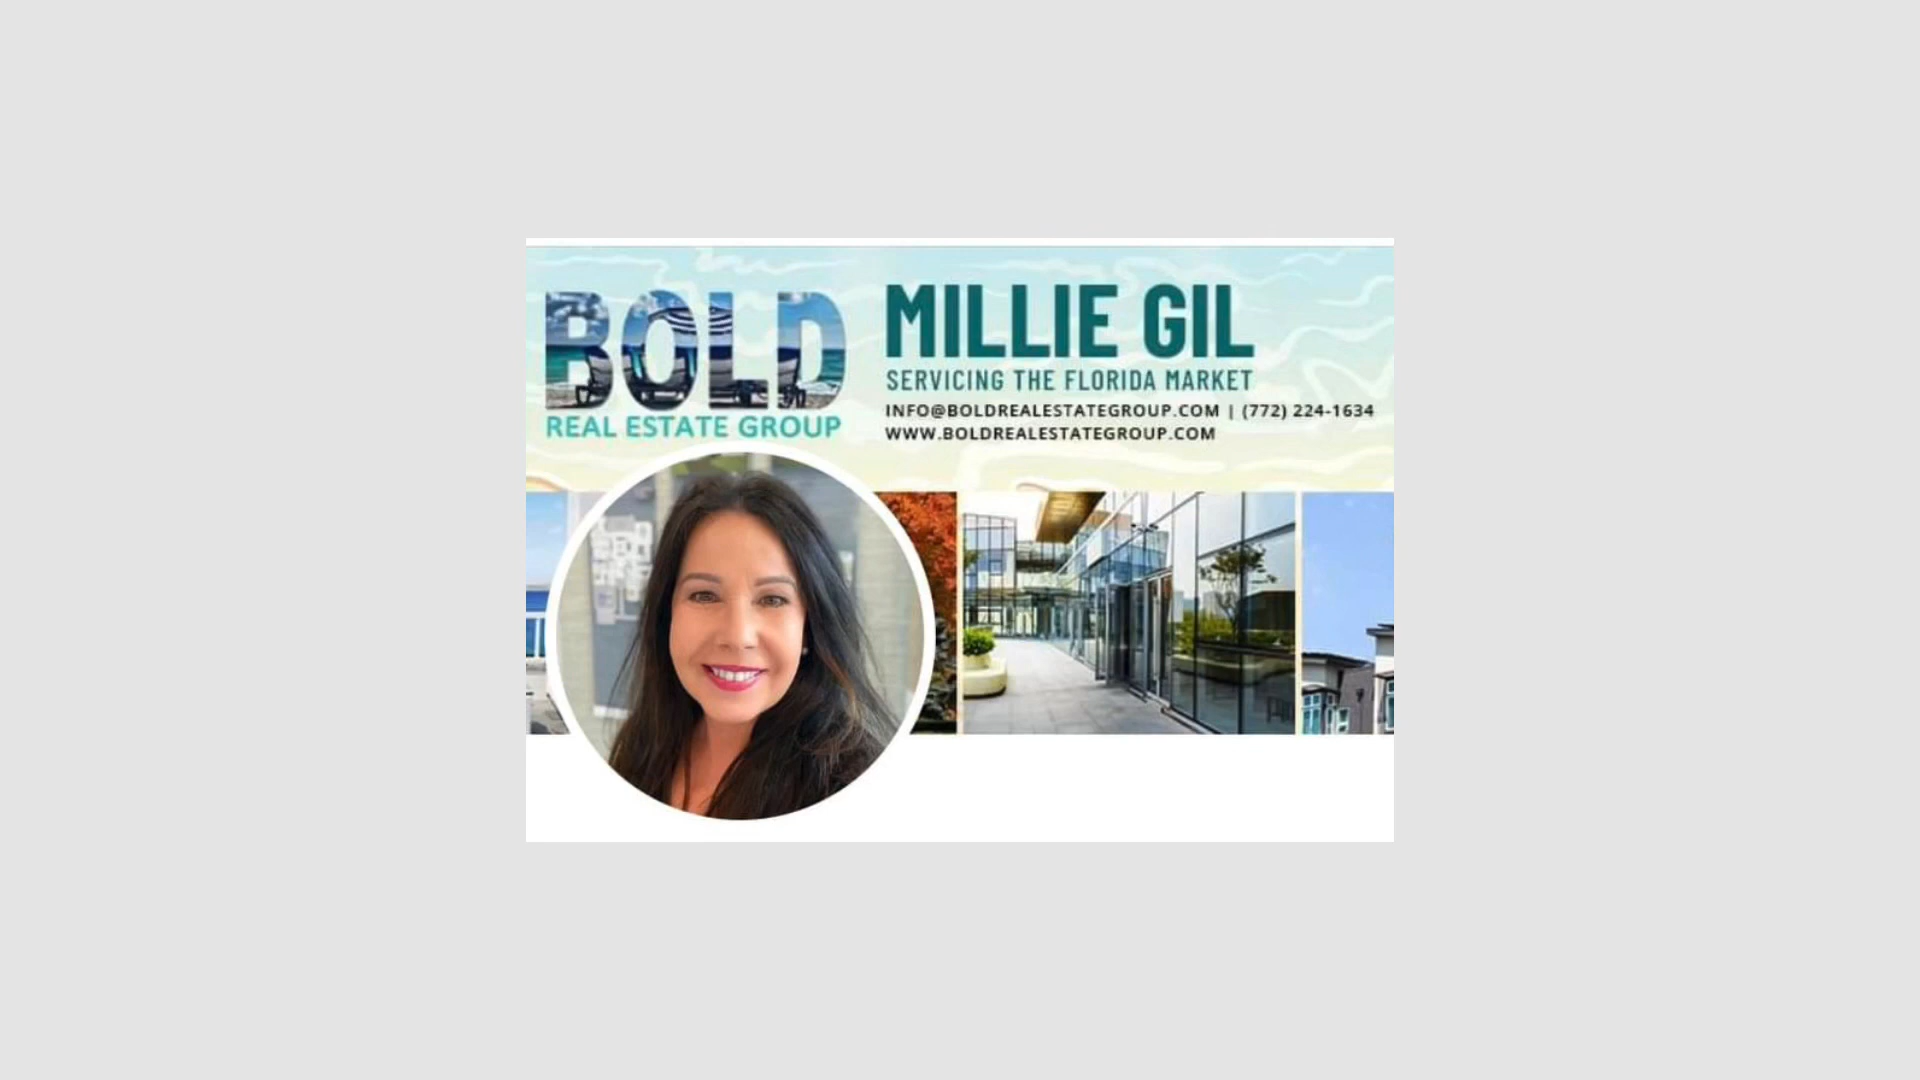 BOLD
REAL ESTATE GROUP
MILLIE GIL
SERVICING THE FLORIDA MARKET
INFO@BOLDREALESTATEGROUP.COM | (772) 224-1634
WWW.BOLDREALESTATEGROUP.COM